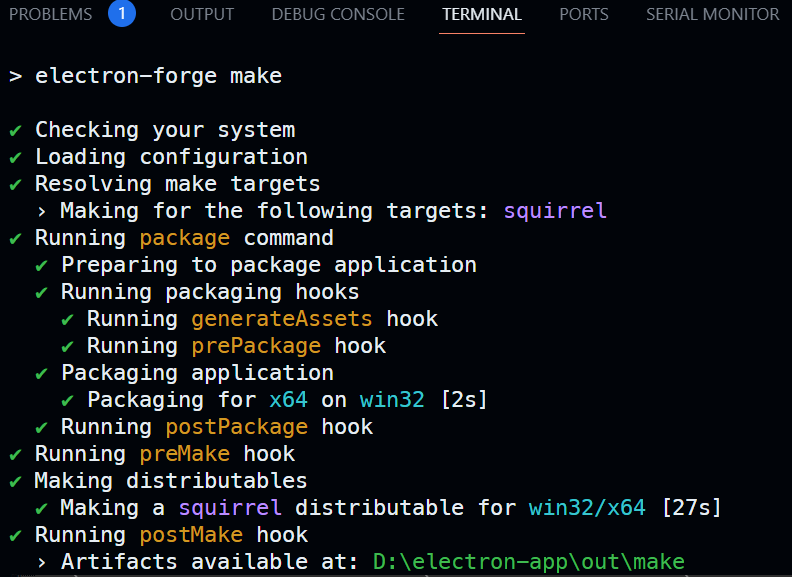 PROBLEMS 1 OUTPUT DEBUG CONSOLE TERMINAL PORTS SERIAL MONITOR
> electron-forge make
✔ Checking your system
✔ Loading configuration
✔ Resolving make targets
› Making for the following targets: squirrel
✔ Running package command
✔ Preparing to package application
✔ Running packaging hooks
✔ Running generateAssets hook
✔ Running prePackage hook
✔ Packaging application
✔ Packaging for x64 on win32 [2s]
✔ Running postPackage hook
✔ Running preMake hook
✔ Making distributables
✔ Making a squirrel distributable for win32/x64 [27s]
✔ Running postMake hook
› Artifacts available at: D:\electron-app\out\make